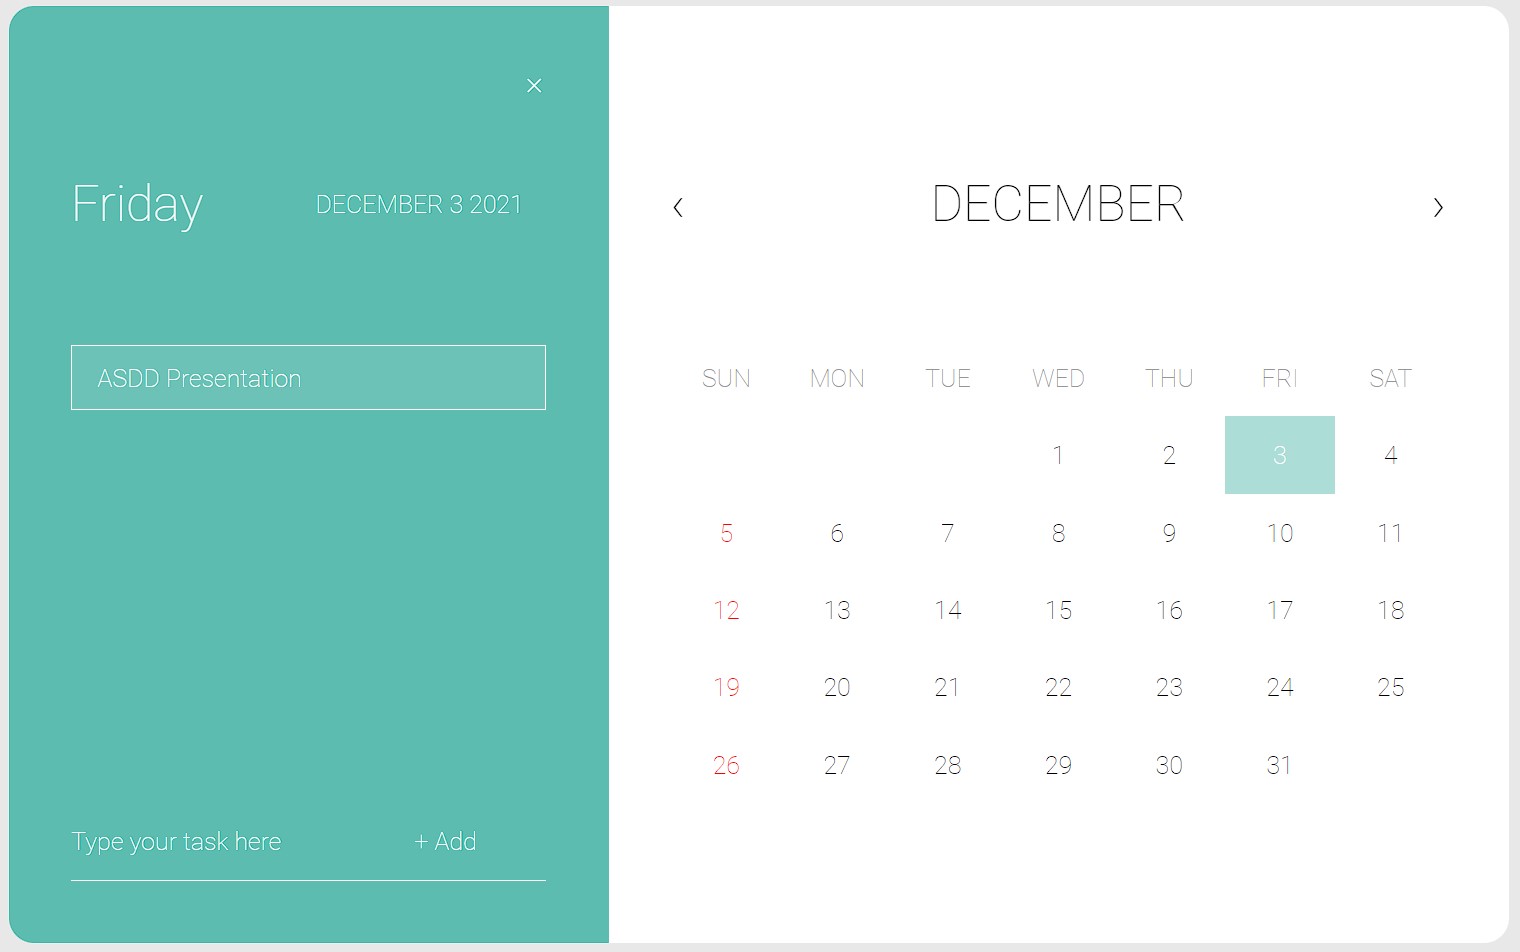 ×
Friday
DECEMBER 3 2021
ASDD Presentation
Type your task here
+ Add
‹ DECEMBER ›
SUN MON TUE WED THU FRI SAT
1 2 3 4
5 6 7 8 9 10 11
12 13 14 15 16 17 18
19 20 21 22 23 24 25
26 27 28 29 30 31